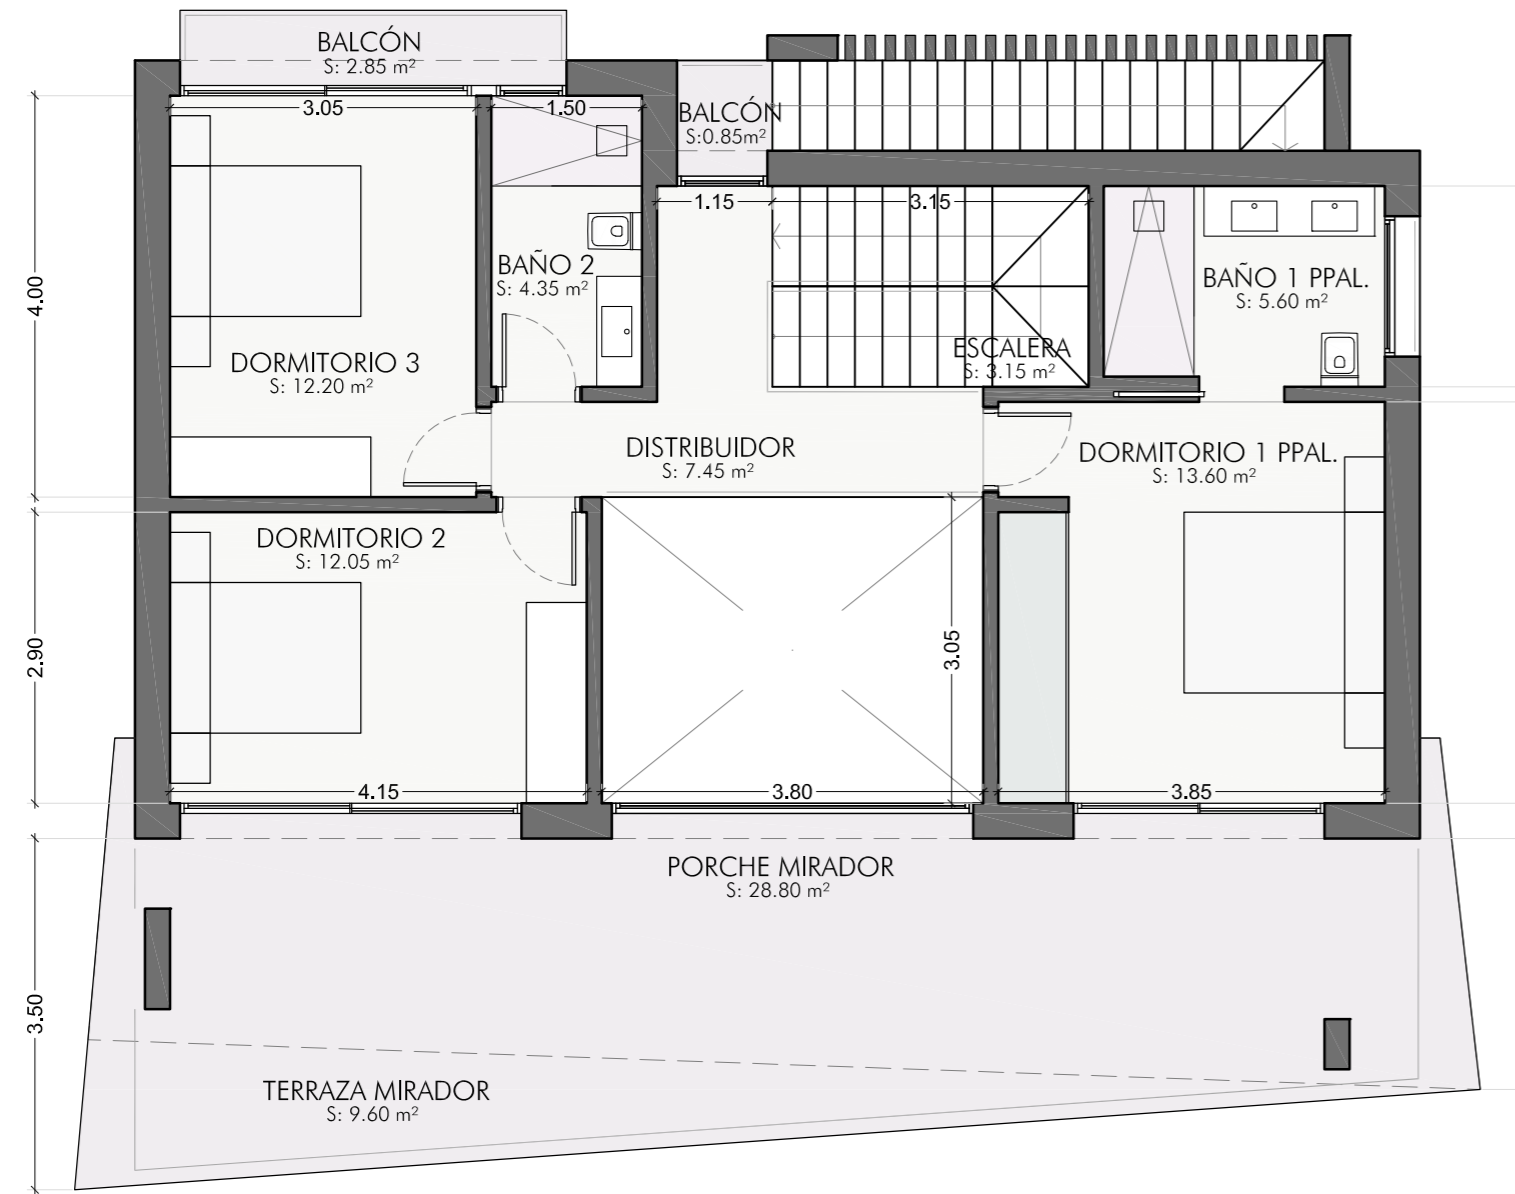 BALCÓN
S: 2.85 m²
3.05
1.50
BALCÓN
S:0.85m²
1.15
3.15
4.00
BAÑO 2
S: 4.35 m²
BAÑO 1 PPAL.
S: 5.60 m²
DORMITORIO 3
S: 12.20 m²
ESCALERA
S: 3.15 m²
DISTRIBUIDOR
S: 7.45 m²
DORMITORIO 1 PPAL.
S: 13.60 m²
DORMITORIO 2
S: 12.05 m²
2.90
3.05
4.15
3.80
3.85
PORCHE MIRADOR
S: 28.80 m²
3.50
TERRAZA MIRADOR
S: 9.60 m²